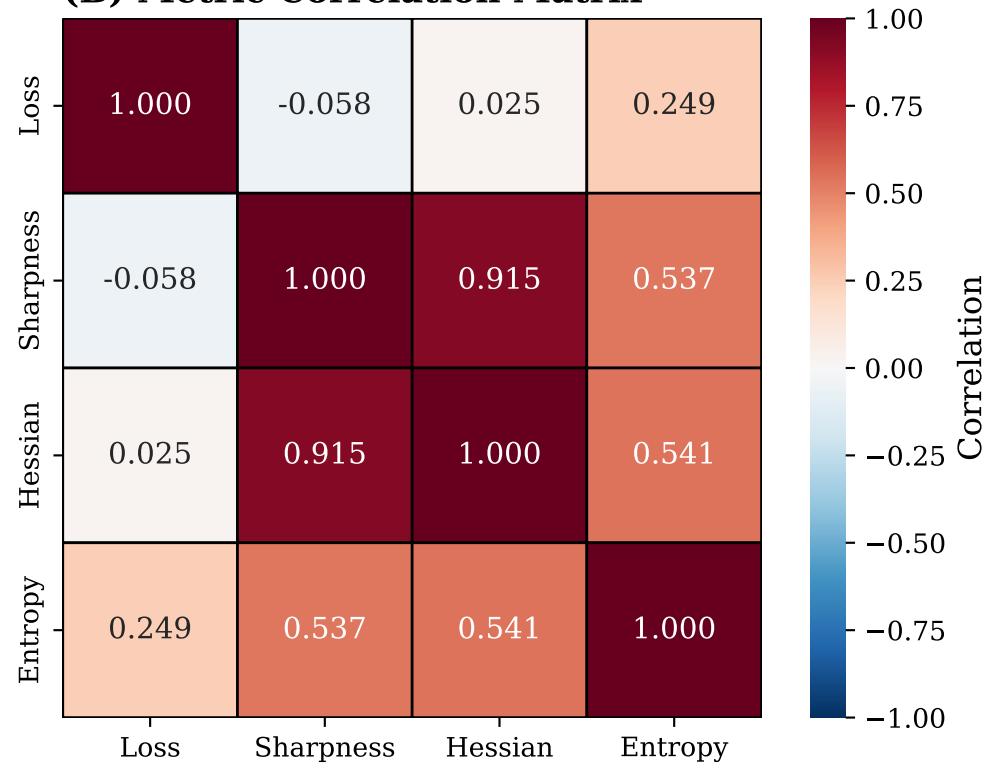 (B) Metric Correlation Matrix
Loss 1.000 -0.058 0.025 0.249
Sharpness -0.058 1.000 0.915 0.537
Hessian 0.025 0.915 1.000 0.541
Entropy 0.249 0.537 0.541 1.000
Loss Sharpness Hessian Entropy
1.00
0.75
0.50
0.25
0.00
−0.25
−0.50
−0.75
−1.00
Correlation